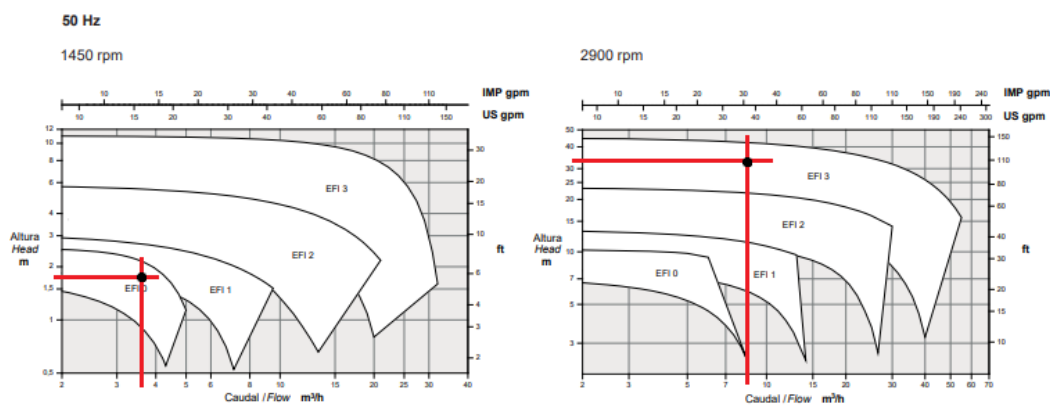 50 Hz
1450 rpm
2900 rpm
10 20 30 40 60 80 110 IMP gpm
10 15 20 30 40 60 75 110 150 US gpm
12
10
8
6
4
3
2
1,5
1
0,5
Altura
Head
m
EFI 3
EFI 2
EFI 0
EFI 1
30
20
15
10
6
4
3
2
ft
2 3 4 5 6 10 15 20 25 30 40
Caudal / Flow m³/h
10 15 20 30 40 60 80 110 150 190 240 IMP gpm
10 15 20 30 40 60 80 110 150 200 240 300 US gpm
50
40
30
25
20
15
10
7
5
3
Altura
Head
m
EFI 3
EFI 2
EFI 0
EFI 1
150
110
80
60
40
30
20
15
10
ft
2 3 5 7 10 15 20 30 40 50 60 70
Caudal / Flow m³/h